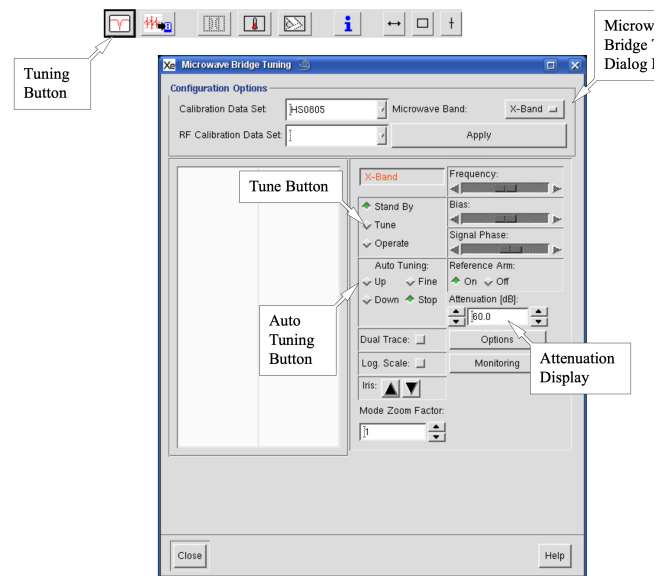 Microw
Bridge
Dialog
Tuning
Button
Xe Microwave Bridge Tuning
Configuration Options
Calibration Data Set: HS0805 Microwave Band: X-Band
RF Calibration Data Set: Apply
Tune Button
X-Band
Frequency:
Stand By
Bias:
Tune
Signal Phase:
Operate
Auto Tuning:
Reference Arm:
Up Fine
On Off
Down Stop
Attenuation [dB]:
60.0
Auto
Tuning
Button
Dual Trace:
Options
Log. Scale:
Monitoring
Attenuation
Display
Iris:
Mode Zoom Factor:
1
Close
Help